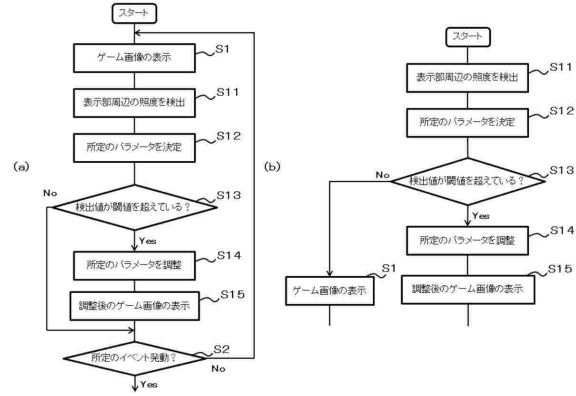 (a)
スタート
ゲーム画像の表示
S1
表示部周辺の照度を検出
S11
所定のパラメータを決定
S12
検出値が閾値を超えている?
S13
No
Yes
所定のパラメータを調整
S14
調整後のゲーム画像の表示
S15
所定のイベント発動?
S2
No
Yes
(b)
スタート
表示部周辺の照度を検出
S11
所定のパラメータを決定
S12
検出値が閾値を超えている?
S13
No
Yes
所定のパラメータを調整
S14
ゲーム画像の表示
S1
調整後のゲーム画像の表示
S15